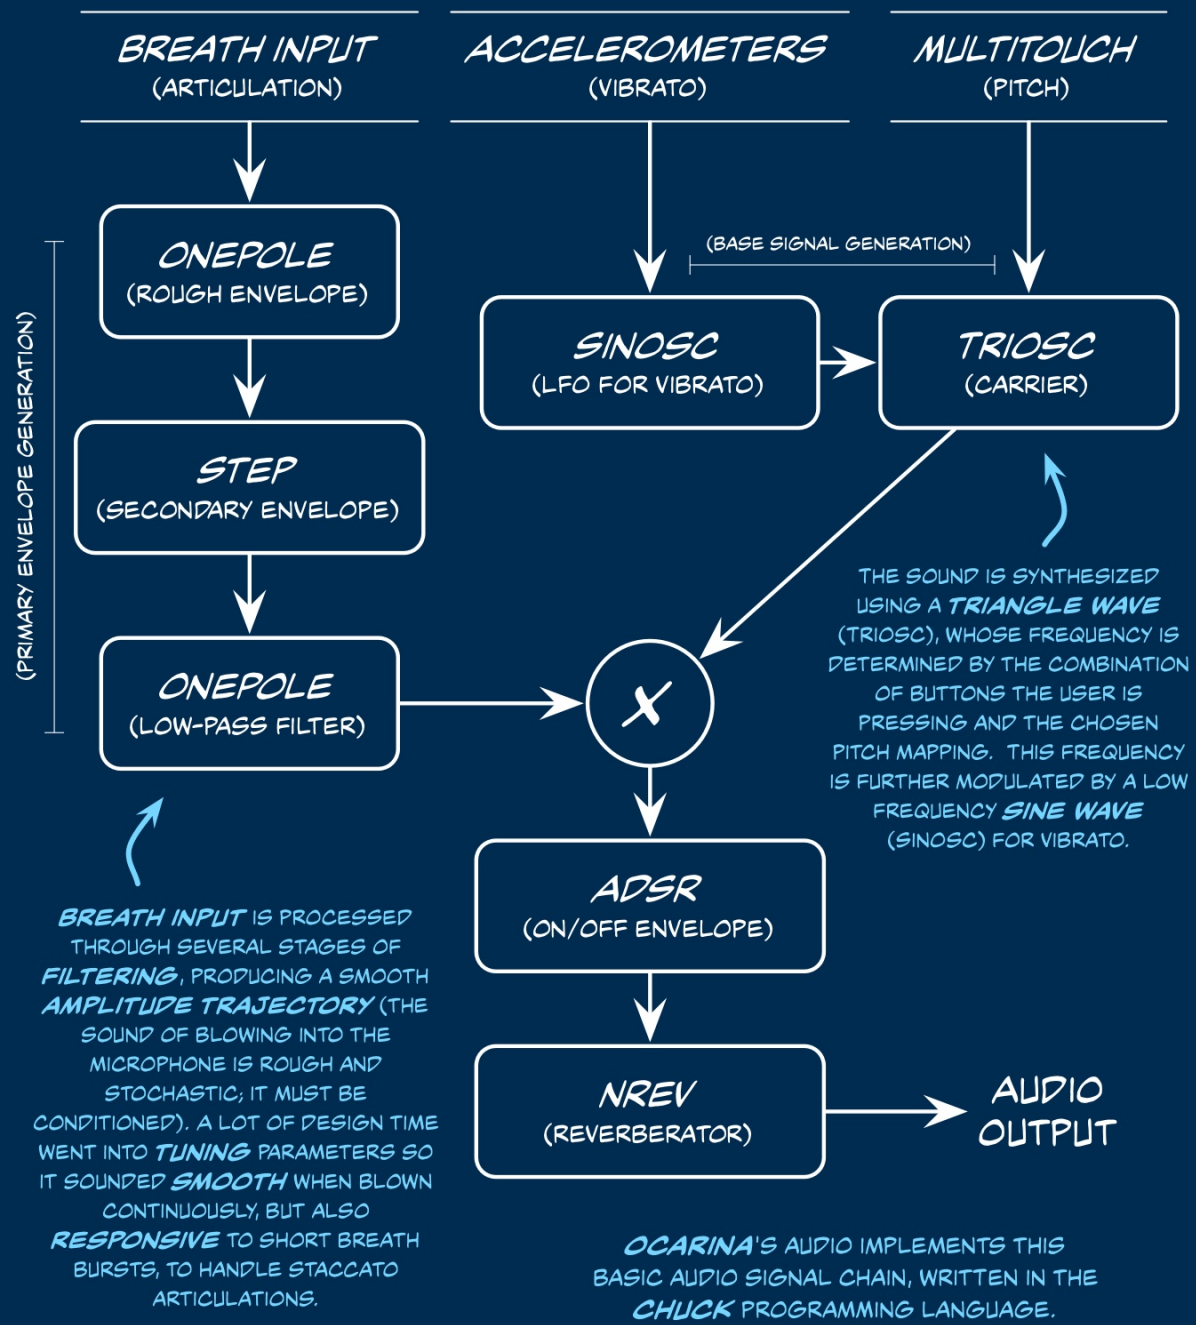 BREATH INPUT
(ARTICULATION)
ACCELEROMETERS
(VIBRATO)
MULTITOUCH
(PITCH)
ONEPOLE
(ROUGH ENVELOPE)
(PRIMARY ENVELOPE GENERATION)
STEP
(SECONDARY ENVELOPE)
ONEPOLE
(LOW-PASS FILTER)
(BASE SIGNAL GENERATION)
SINOSC
(LFO FOR VIBRATO)
TRIOSC
(CARRIER)
THE SOUND IS SYNTHESIZED
USING A TRIANGLE WAVE
(TRIOSC), WHOSE FREQUENCY IS
DETERMINED BY THE COMBINATION
OF BUTTONS THE USER IS
PRESSING AND THE CHOSEN
PITCH MAPPING. THIS FREQUENCY
IS FURTHER MODULATED BY A LOW
FREQUENCY SINE WAVE
(SINOSC) FOR VIBRATO.
X
ADSR
(ON/OFF ENVELOPE)
NREV
(REVERBERATOR)
AUDIO
OUTPUT
BREATH INPUT IS PROCESSED
THROUGH SEVERAL STAGES OF
FILTERING, PRODUCING A SMOOTH
AMPLITUDE TRAJECTORY (THE
SOUND OF BLOWING INTO THE
MICROPHONE IS ROUGH AND
STOCHASTIC; IT MUST BE
CONDITIONED). A LOT OF DESIGN TIME
WENT INTO TUNING PARAMETERS SO
IT SOUNDED SMOOTH WHEN BLOWN
CONTINUOUSLY, BUT ALSO
RESPONSIVE TO SHORT BREATH
BURSTS, TO HANDLE STACCATO
ARTICULATIONS.
OCARINA'S AUDIO IMPLEMENTS THIS
BASIC AUDIO SIGNAL CHAIN, WRITTEN IN THE
CHUCK PROGRAMMING LANGUAGE.